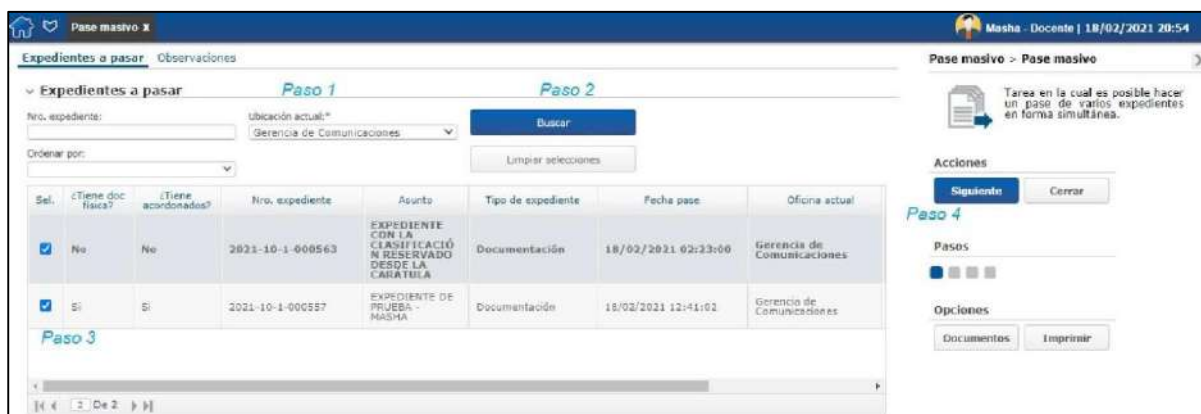 Pase masivo X
Masha - Docente | 18/02/2021 20:54
Expedientes a pasar Observaciones
Pase masivo > Pase masivo
Expedientes a pasar
Paso 1
Paso 2
Nro. expediente:
Ubicación actual:*
Gerencia de Comunicaciones
Buscar
Ordenar por:
Limpiar selecciones
Tarea en la cual es posible hacer
un pase de varios expedientes
en forma simultánea.
Acciones
Siguiente Cerrar
Paso 4
Sel.
¿Tiene doc
física?
¿Tiene
acordonados?
Nro. expediente
Asunto
Tipo de expediente
Fecha pase
Oficina actual
No
No
2021-10-1-000563
EXPEDIENTE
CON LA
CLASIFICACIÓ
N RESERVADO
DESDE LA
CARATULA
Documentación
18/02/2021 02:23:00
Gerencia de
Comunicaciones
Si
Si
2021-10-1-000557
EXPEDIENTE DE
PRUEBA -
MASHA
Documentación
18/02/2021 12:41:02
Gerencia de
Comunicaciones
Paso 3
Pasos
Opciones
Documentos Imprimir
De 2